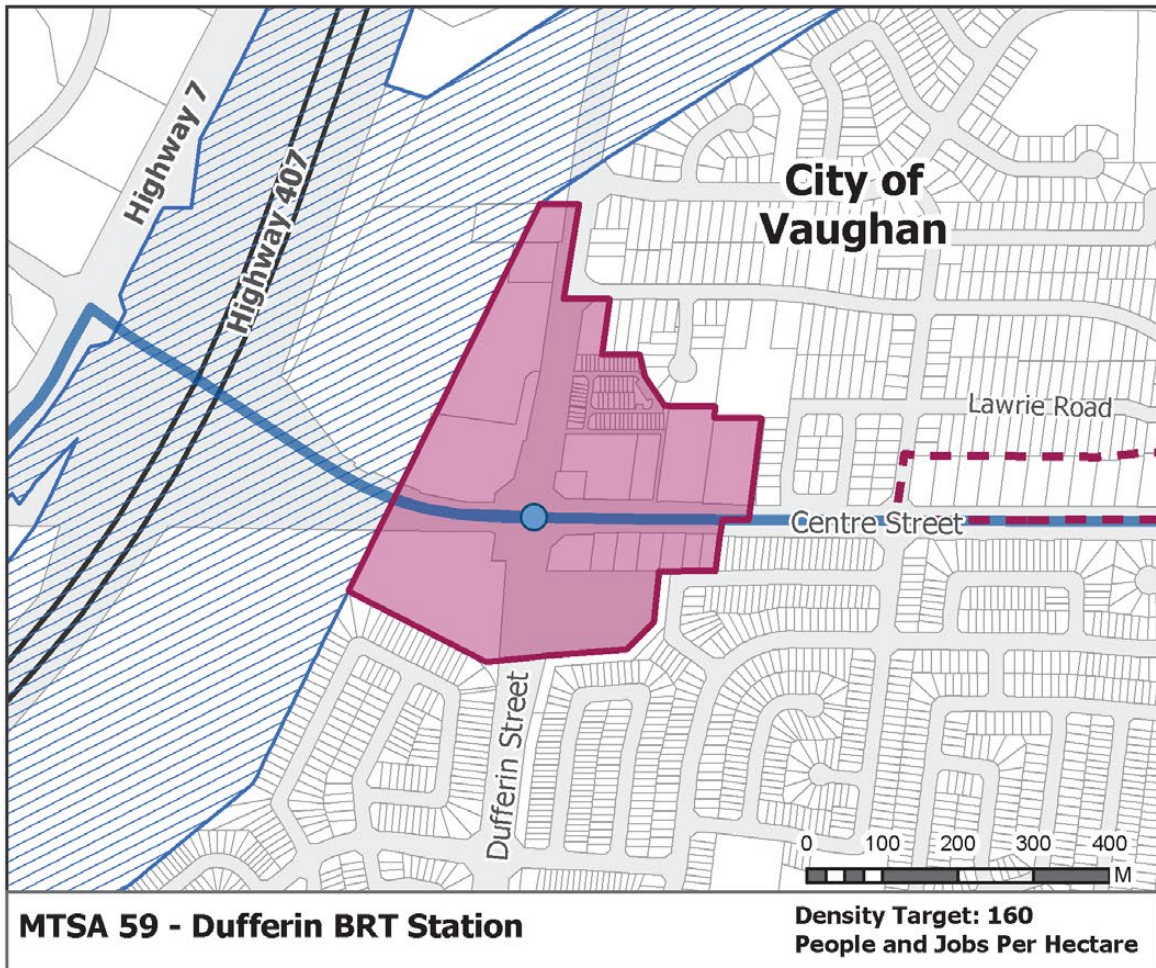 Highway 7
Highway 407
City of
Vaughan
Lawrie Road
Centre Street
Dufferin Street
0 100 200 300 400
M
MTSA 59 - Dufferin BRT Station
Density Target: 160
People and Jobs Per Hectare